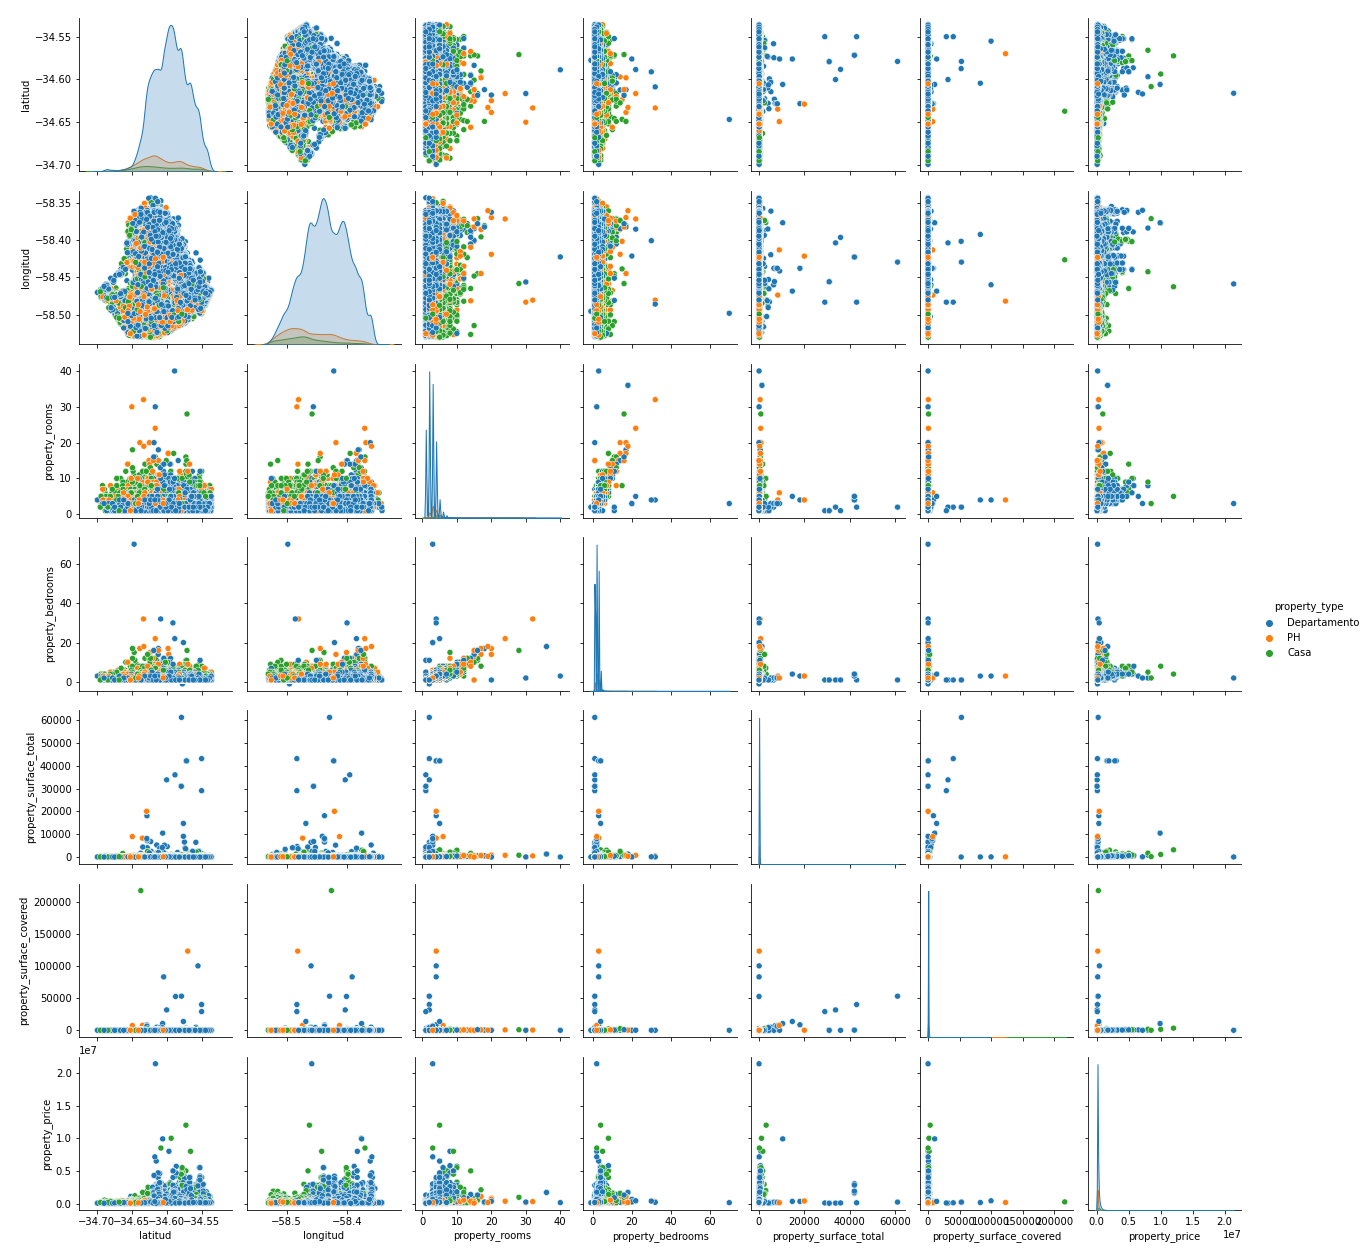 −34.55
−34.60
−34.65
−34.70
latitud
−58.35
−58.40
−58.45
−58.50
longitud
40
30
20
10
0
property_rooms
60
40
20
0
property_bedrooms
property_type
Departamento
PH
Casa
60000
50000
40000
30000
20000
10000
0
property_surface_total
200000
150000
100000
50000
0
property_surface_covered
1e7
2.0
1.5
1.0
0.5
0.0
property_price
−34.70 −34.65 −34.60 −34.55
latitud
−58.5 −58.4
longitud
0 10 20 30 40
property_rooms
0 20 40 60
property_bedrooms
0 20000 40000 60000
property_surface_total
0 50000 100000 150000 200000
property_surface_covered
0.0 0.5 1.0 1.5 2.0
1e7
property_price